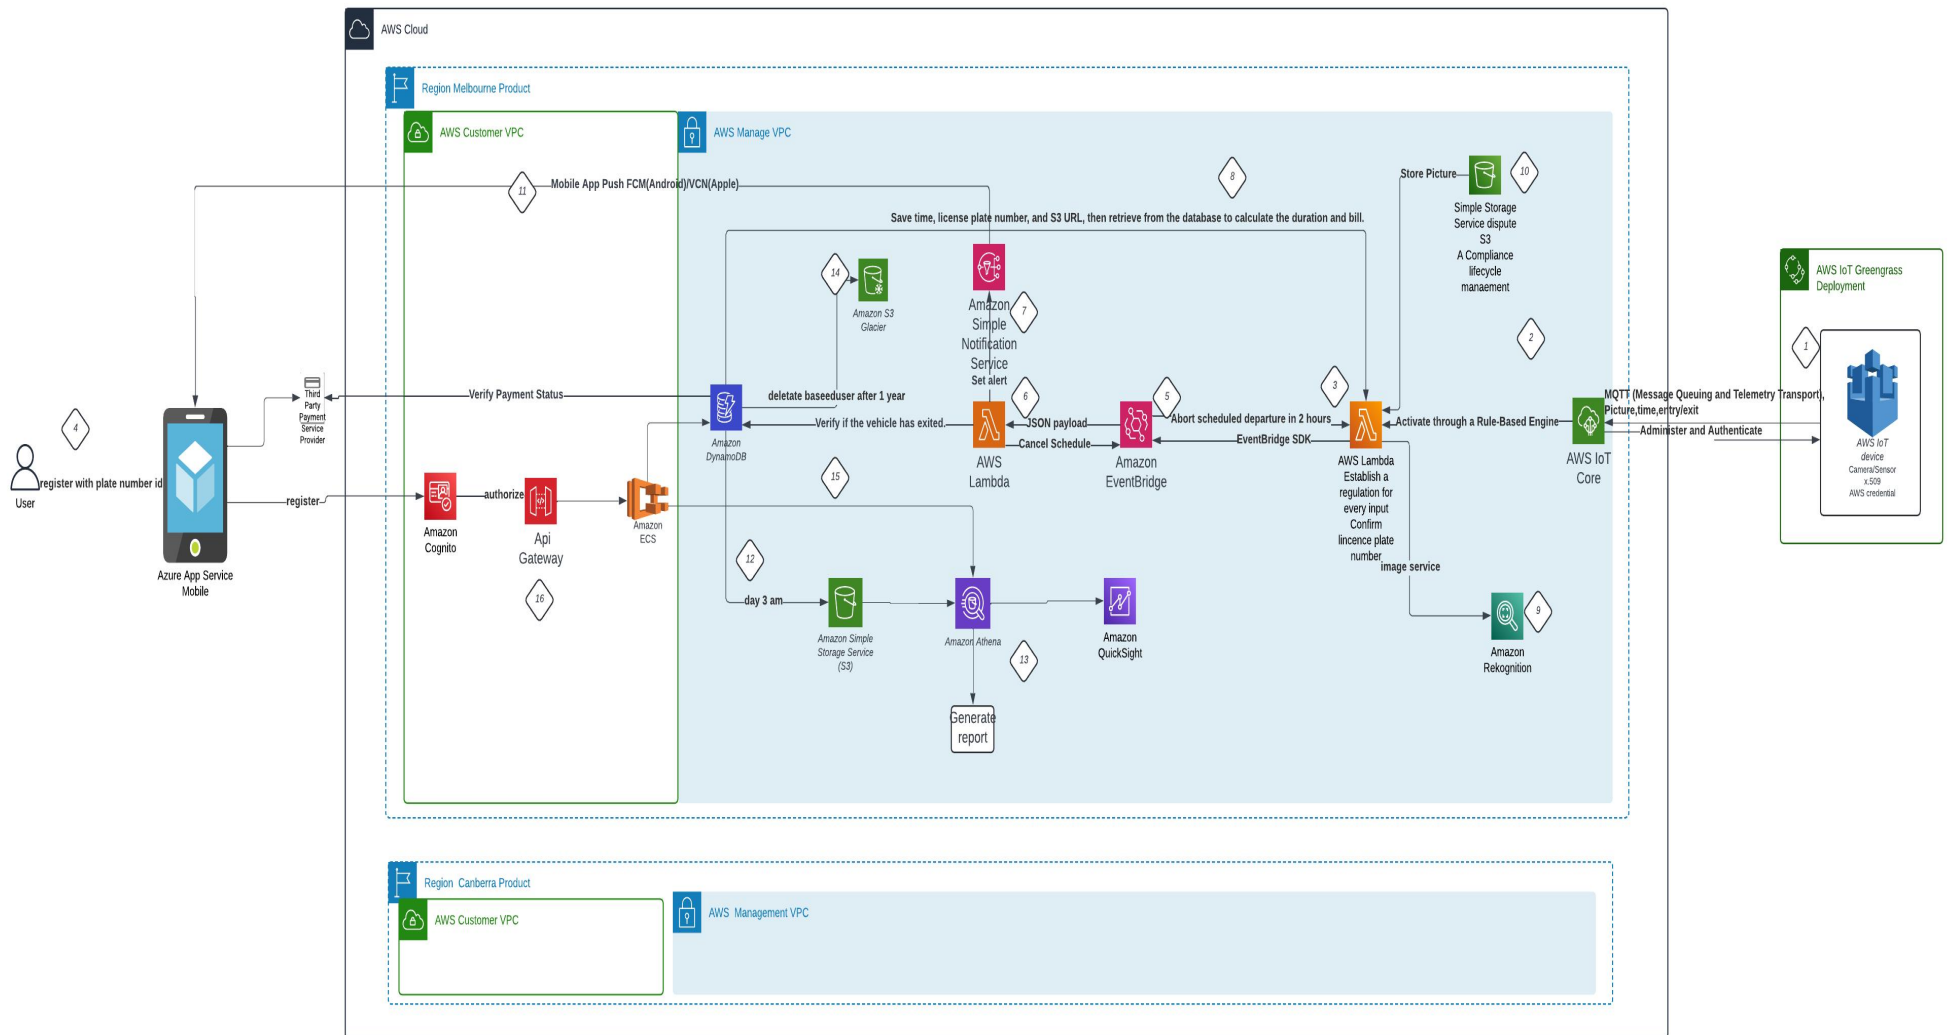 AWS Cloud
Region Melbourne Product
AWS Customer VPC
AWS Manage VPC
11
Mobile App Push FCM(Android)/VCN(Apple)
8
Store Picture
10
Simple Storage
Service dispute
S3
A Compliance
lifecycle
manaement
Save time, license plate number, and S3 URL, then retrieve from the database to calculate the duration and bill.
14
Amazon S3
Glacier
Amazon
Simple
Notification
Service
7
Set alert
2
AWS IoT Greengrass
Deployment
1
MQTT (Message Queuing and Telemetry Transport),
Picture,time,entry/exit
Administer and Authenticate
AWS IoT
device
Camera/Sensor
x.509
AWS credential
Third
Party
Payment
Service
Provider
Verify Payment Status
deletate baseduser after 1 year
Amazon
DynamoDB
Verify if the vehicle has exited.
6
AWS
Lambda
JSON payload
Cancel Schedule
5
Amazon
EventBridge
Abort scheduled departure in 2 hours
EventBridge SDK
3
AWS Lambda
Establish a
regulation for
every input
Confirm
lincence plate
number
Activate through a Rule-Based Engine
AWS IoT
Core
4
User
register with plate number id
Azure App Service
Mobile
register
Amazon
Cognito
authorize
Api
Gateway
16
Amazon
ECS
15
12
day 3 am
Amazon Simple
Storage Service
(S3)
Amazon Athena
13
Generate
report
Amazon
QuickSight
image service
9
Amazon
Rekognition
Region Canberra Product
AWS Customer VPC
AWS Management VPC